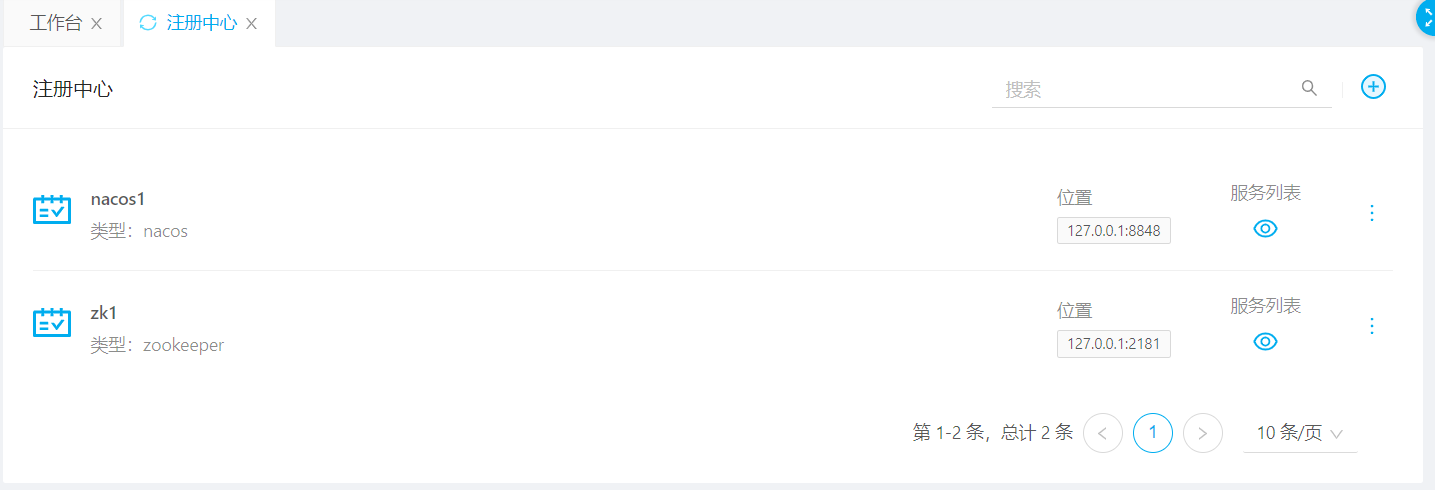 工作台
注册中心
注册中心
搜索
nacos1
类型：nacos
位置
127.0.0.1:8848
服务列表
zk1
类型：zookeeper
位置
127.0.0.1:2181
服务列表
第 1-2 条，总计 2 条
1
10 条/页